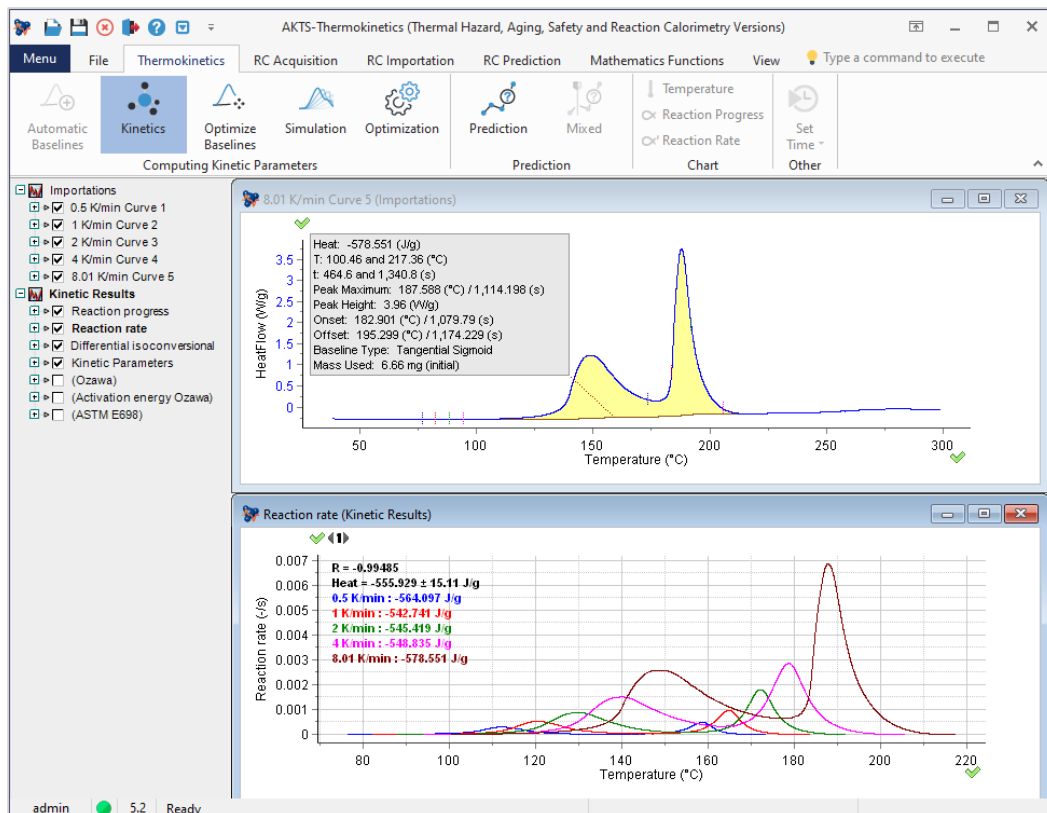 AKTS-Thermokinetics (Thermal Hazard, Aging, Safety and Reaction Calorimetry Versions)
Menu File Thermokinetics RC Acquisition RC Importation RC Prediction Mathematics Functions View Type a command to execute
Automatic Baselines
Kinetics
Optimize Baselines
Simulation
Optimization
Prediction
Mixed
Temperature
Reaction Progress
Reaction Rate
Set Time
Computing Kinetic Parameters Prediction Chart Other
Importations
0.5 K/min Curve 1
1 K/min Curve 2
2 K/min Curve 3
4 K/min Curve 4
8.01 K/min Curve 5
Kinetic Results
Reaction progress
Reaction rate
Differential isoconversional
Kinetic Parameters
(Ozawa)
(Activation energy Ozawa)
(ASTM E698)
8.01 K/min Curve 5 (Importations)
Heat: -578.551 (J/g)
T: 100.46 and 217.36 (°C)
t: 464.6 and 1,340.8 (s)
Peak Maximum: 187.588 (°C) / 1,114.198 (s)
Peak Height: 3.96 (W/g)
Onset: 182.901 (°C) / 1,079.79 (s)
Offset: 195.299 (°C) / 1,174.229 (s)
Baseline Type: Tangential Sigmoid
Mass Used: 6.66 mg (initial)
HeatFlow (W/g)
3.5
3
2.5
2
1.5
1
0.5
0
50 100 150 200 250 300
Temperature (°C)
Reaction rate (Kinetic Results)
(1)
R = -0.99485
Heat = -555.929 ± 15.11 J/g
0.5 K/min : -564.097 J/g
1 K/min : -542.741 J/g
2 K/min : -545.419 J/g
4 K/min : -548.835 J/g
8.01 K/min : -578.551 J/g
Reaction rate (-/s)
0.007
0.006
0.005
0.004
0.003
0.002
0.001
0
80 100 120 140 160 180 200 220
Temperature (°C)
admin 5.2 Ready